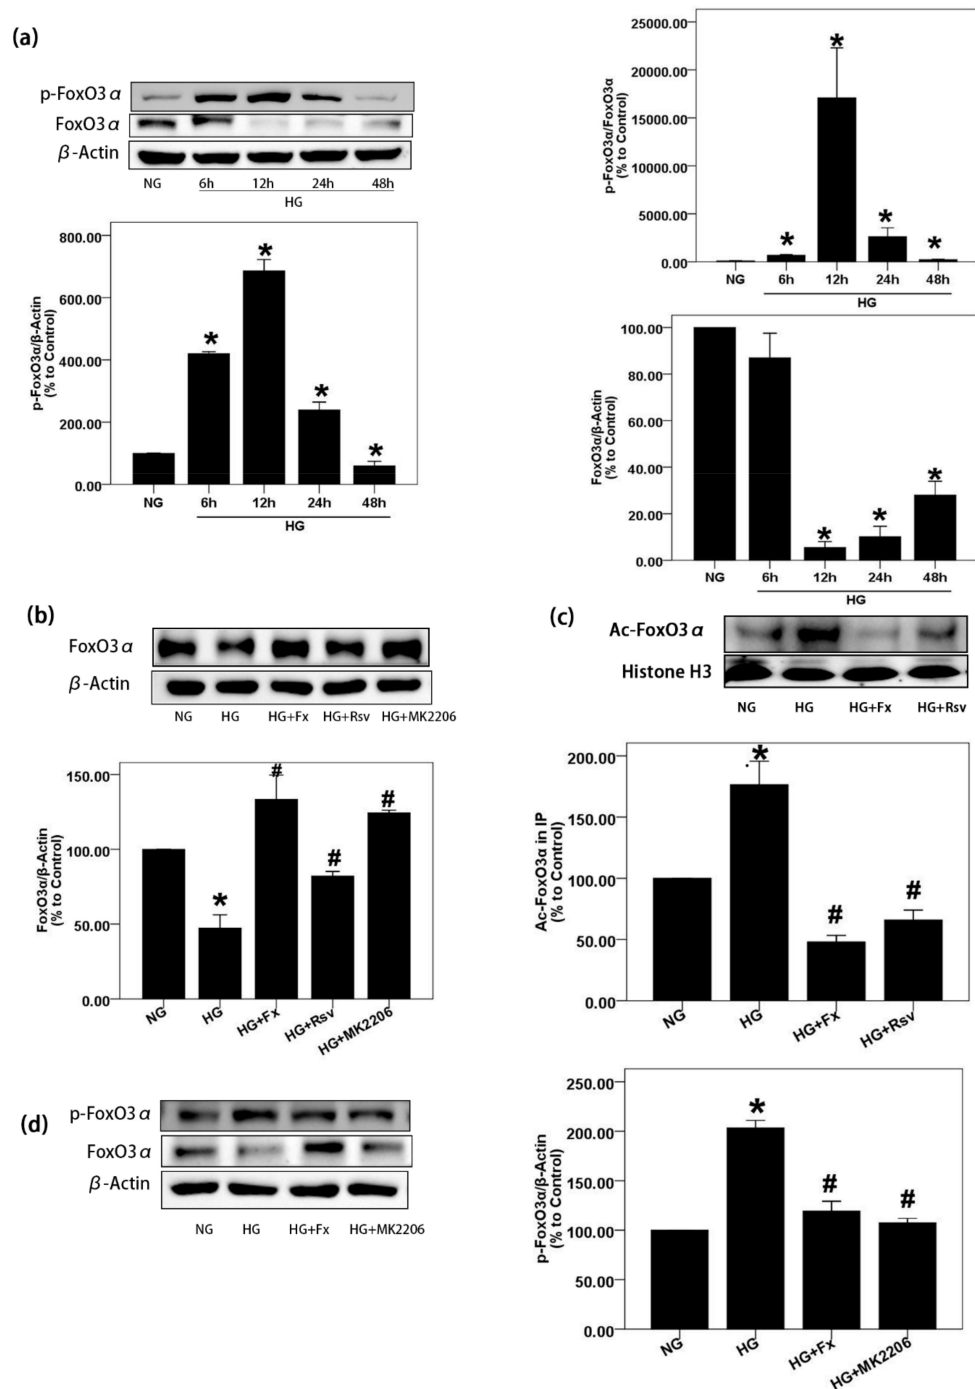 (a)
p-FoxO3α
FoxO3α
β-Actin
NG 6h 12h 24h 48h
HG
p-FoxO3α/β-Actin
(% to Control)
800.00
600.00
400.00
200.00
0.00
* * * *
NG 6h 12h 24h 48h
HG
p-FoxO3α/FoxO3α
(% to Control)
25000.00
20000.00
15000.00
10000.00
5000.00
0.00
* * * *
NG 6h 12h 24h 48h
HG
FoxO3α/β-Actin
(% to Control)
100.00
80.00
60.00
40.00
20.00
0.00
* * *
NG 6h 12h 24h 48h
HG
(b)
FoxO3α
β-Actin
NG HG HG+Fx HG+Rsv HG+MK2206
FoxO3α/β-Actin
(% to Control)
150.00
100.00
50.00
0.00
* # # #
NG HG HG+Fx HG+Rsv HG+MK2206
(c)
Ac-FoxO3α
Histone H3
NG HG HG+Fx HG+Rsv
Ac-FoxO3α in IP
(% to Control)
200.00
150.00
100.00
50.00
0.00
* # #
NG HG HG+Fx HG+Rsv
(d)
p-FoxO3α
FoxO3α
β-Actin
NG HG HG+Fx HG+MK2206
p-FoxO3α/β-Actin
(% to Control)
250.00
200.00
150.00
100.00
50.00
0.00
* # #
NG HG HG+Fx HG+MK2206